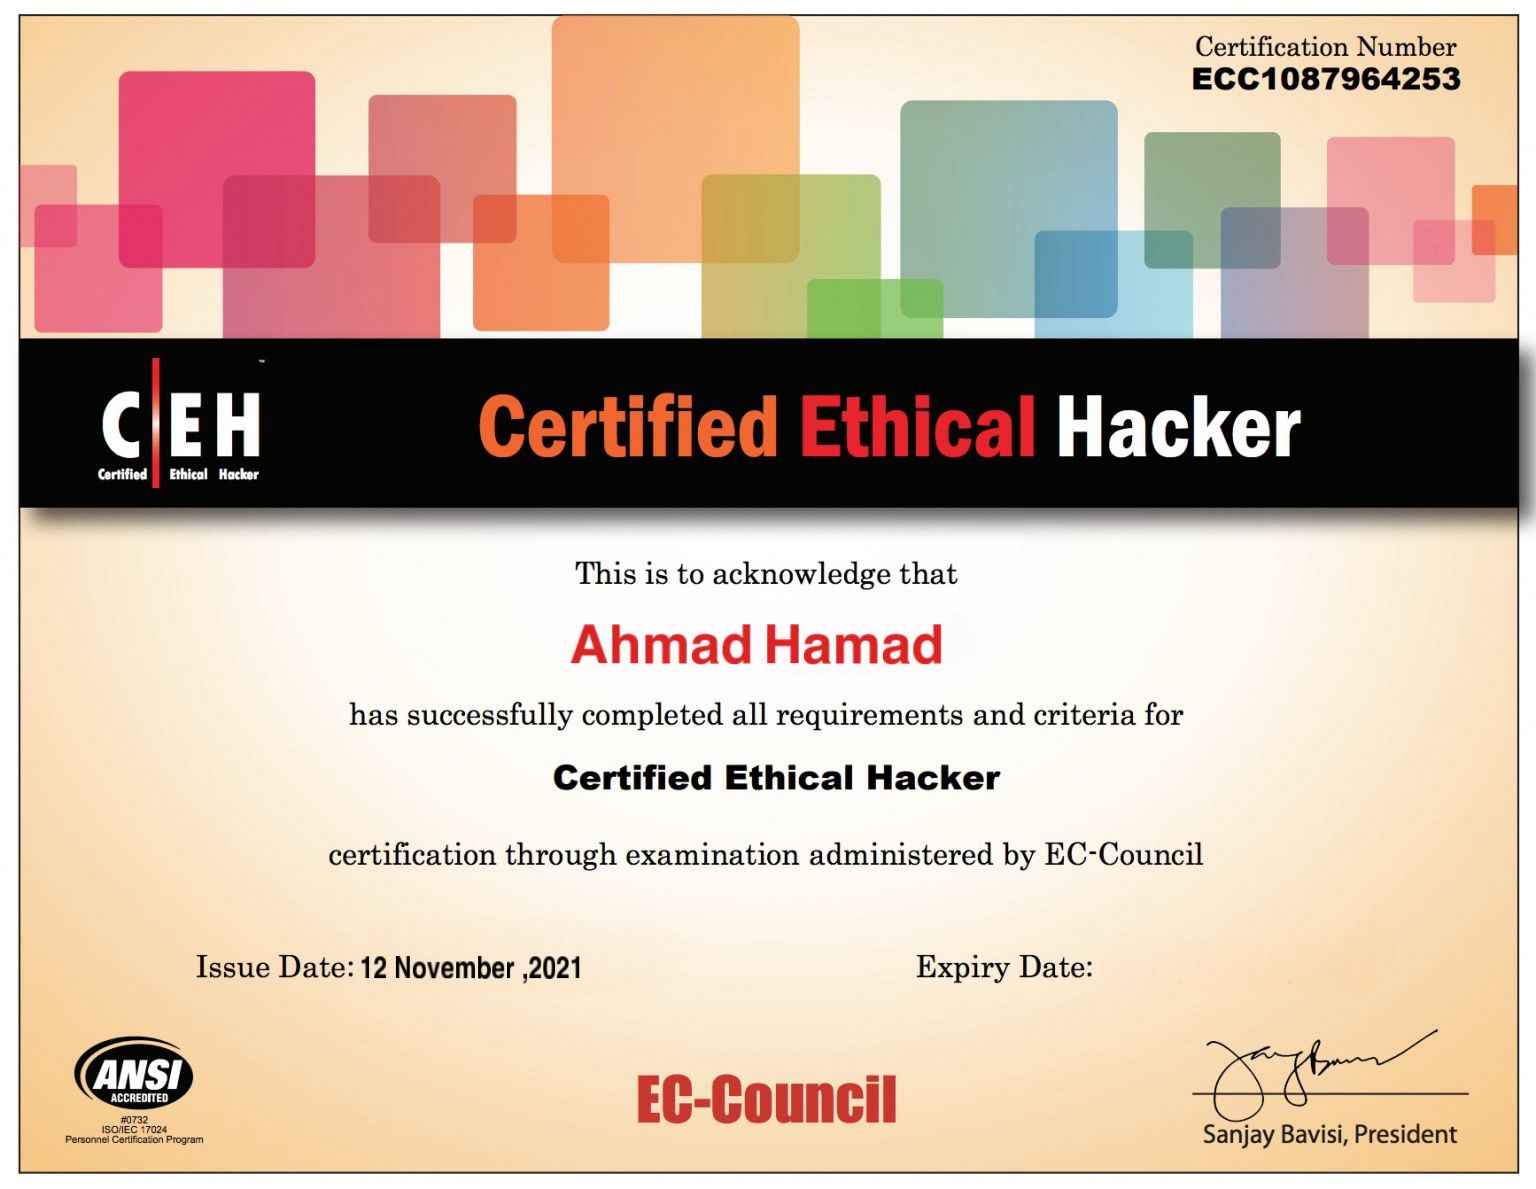 Certification Number
ECC1087964253
C EH ™
Certified Ethical Hacker
Certified Ethical Hacker
This is to acknowledge that
Ahmad Hamad
has successfully completed all requirements and criteria for
Certified Ethical Hacker
certification through examination administered by EC-Council
Issue Date: 12 November ,2021
Expiry Date:
ANSI
ACCREDITED
#0732
ISO/IEC 17024
Personnel Certification Program
EC-Council
Sanjay Bavisi, President